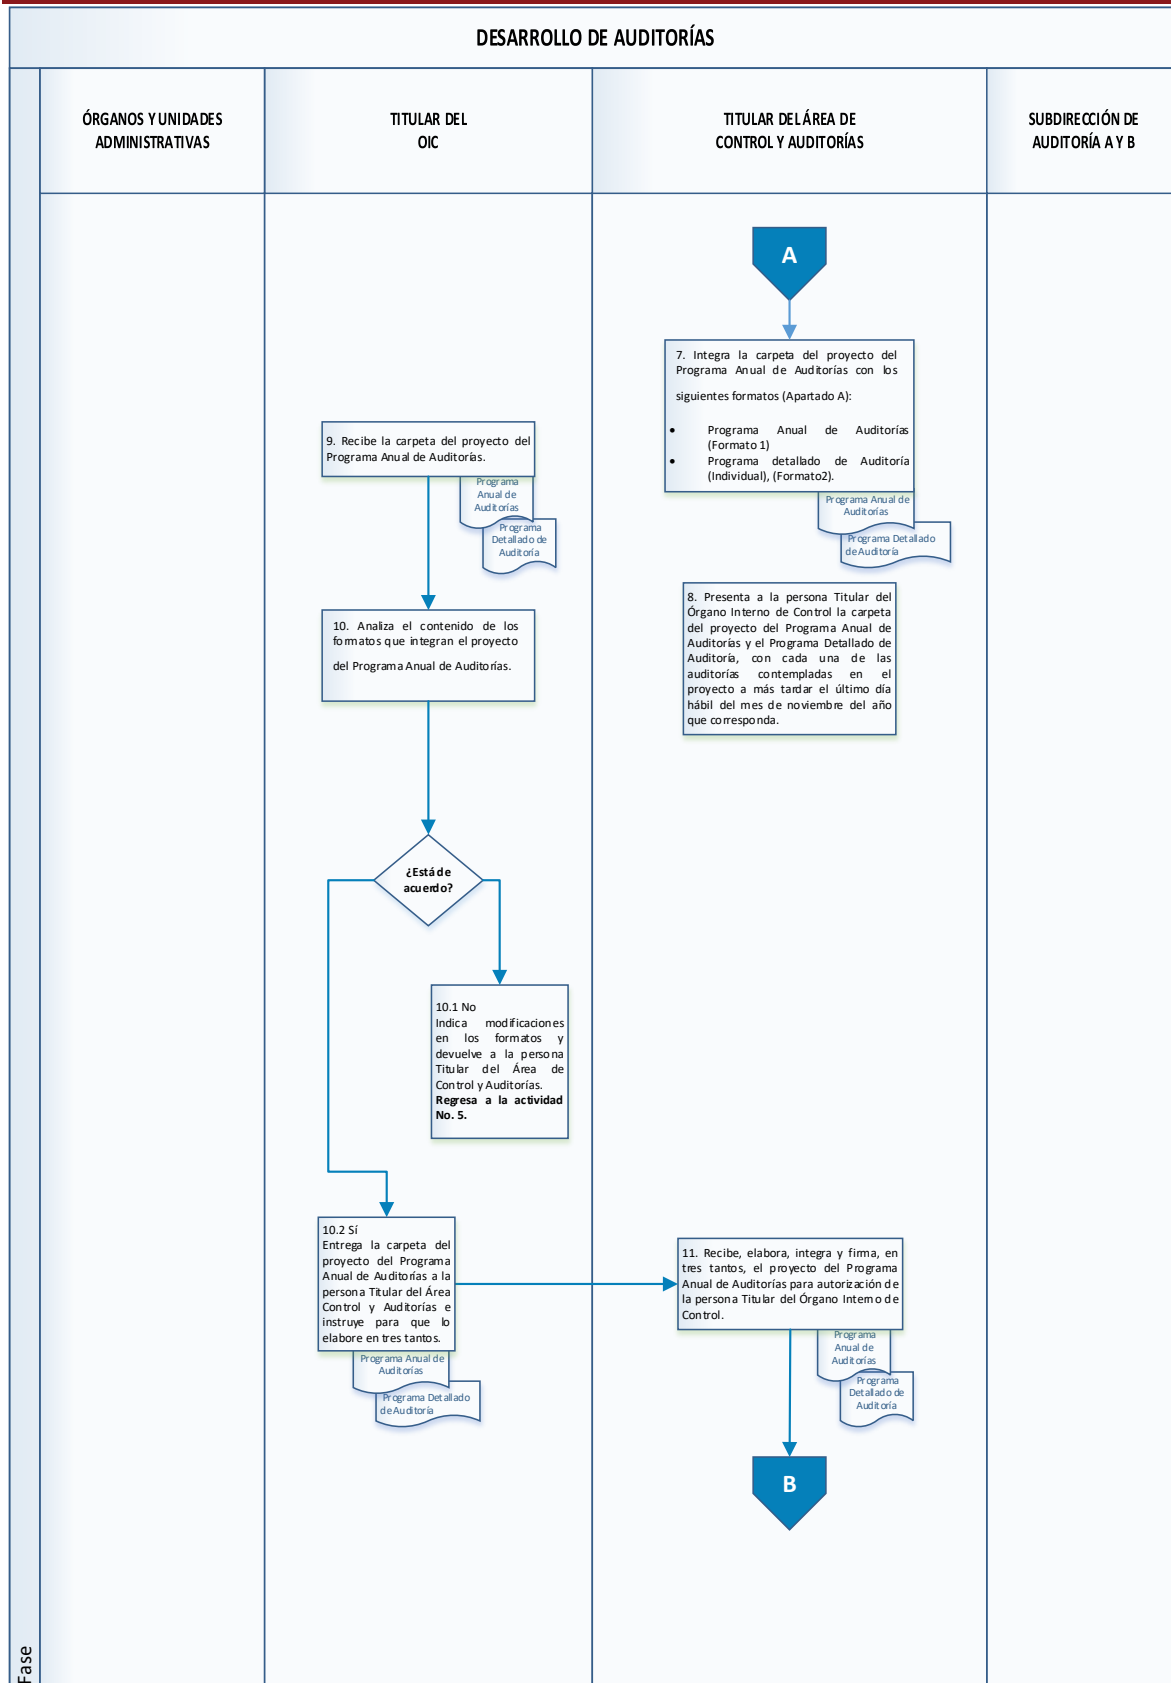 DESARROLLO DE AUDITORÍAS
ÓRGANOS Y UNIDADES
ADMINISTRATIVAS
TITULAR DEL
OIC
TITULAR DEL ÁREA DE
CONTROL Y AUDITORÍAS
SUBDIRECCIÓN DE
AUDITORÍA A Y B
A
7. Integra la carpeta del proyecto del
Programa Anual de Auditorías con los
siguientes formatos (Apartado A):
• Programa Anual de Auditorías
(Formato 1)
• Programa detallado de Auditoría
(Individual), (Formato2).
Programa Anual de
Auditorías
Programa Detallado
de Auditoría
8. Presenta a la persona Titular del
Órgano Interno de Control la carpeta
del proyecto del Programa Anual de
Auditorías y el Programa Detallado de
Auditoría, con cada una de las
auditorías contempladas en el
proyecto a más tardar el último día
hábil del mes de noviembre del año
que corresponda.
9. Recibe la carpeta del proyecto del
Programa Anual de Auditorías.
Programa
Anual de
Auditorías
Programa
Detallado de
Auditoría
10. Analiza el contenido de los
formatos que integran el proyecto
del Programa Anual de Auditorías.
¿Está de
acuerdo?
10.1 No
Indica modificaciones
en los formatos y
devuelve a la persona
Titular del Área de
Control y Auditorías.
Regresa a la actividad
No. 5.
10.2 Sí
Entrega la carpeta del
proyecto del Programa
Anual de Auditorías a la
persona Titular del Área
Control y Auditorías e
instruye para que lo
elabore en tres tantos.
Programa Anual de
Auditorías
Programa Detallado
de Auditoría
11. Recibe, elabora, integra y firma, en
tres tantos, el proyecto del Programa
Anual de Auditorías para autorización de
la persona Titular del Órgano Interno de
Control.
Programa
Anual de
Auditorías
Programa
Detallado de
Auditoría
B
Fase